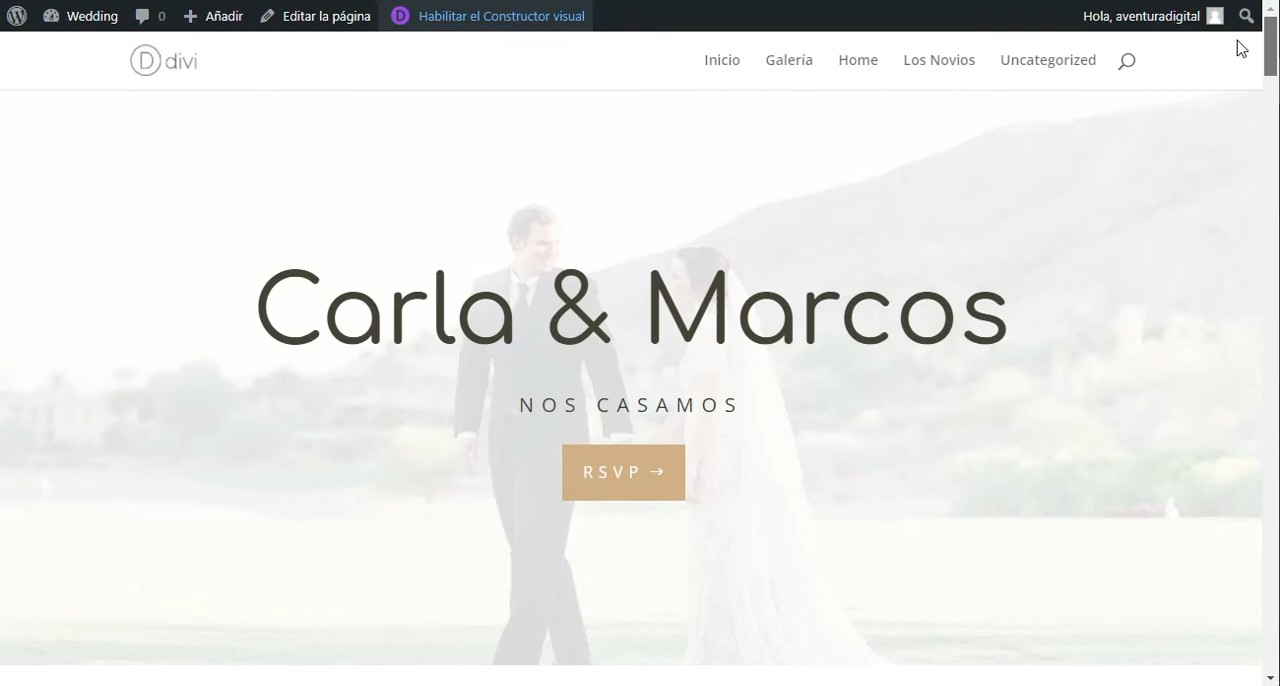 Wedding 0 Añadir Editar la página Habilitar el Constructor visual Hola, aventuradigital
D divi Inicio Galería Home Los Novios Uncategorized
Carla & Marcos
NOS CASAMOS
RSVP →